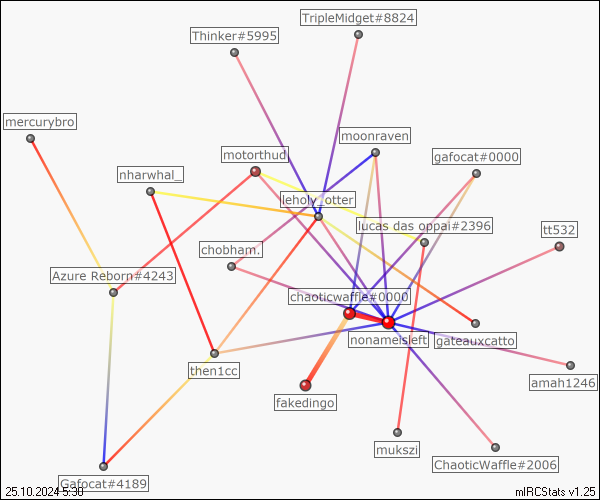 TripleMidget#8824
Thinker#5995
mercurybro
moonraven
motorthud
gafocat#0000
nharwhal_
leholy_otter
lucas das oppai#2396
tt532
chobham.
Azure Reborn#4243
chaoticwaffle#0000
nonameisleft
gateauxcatto
then1cc
amah1246
fakedingo
mukszi
ChaoticWaffle#2006
Gafocat#4189
25.10.2024 5:30
mIRCStats v1.25